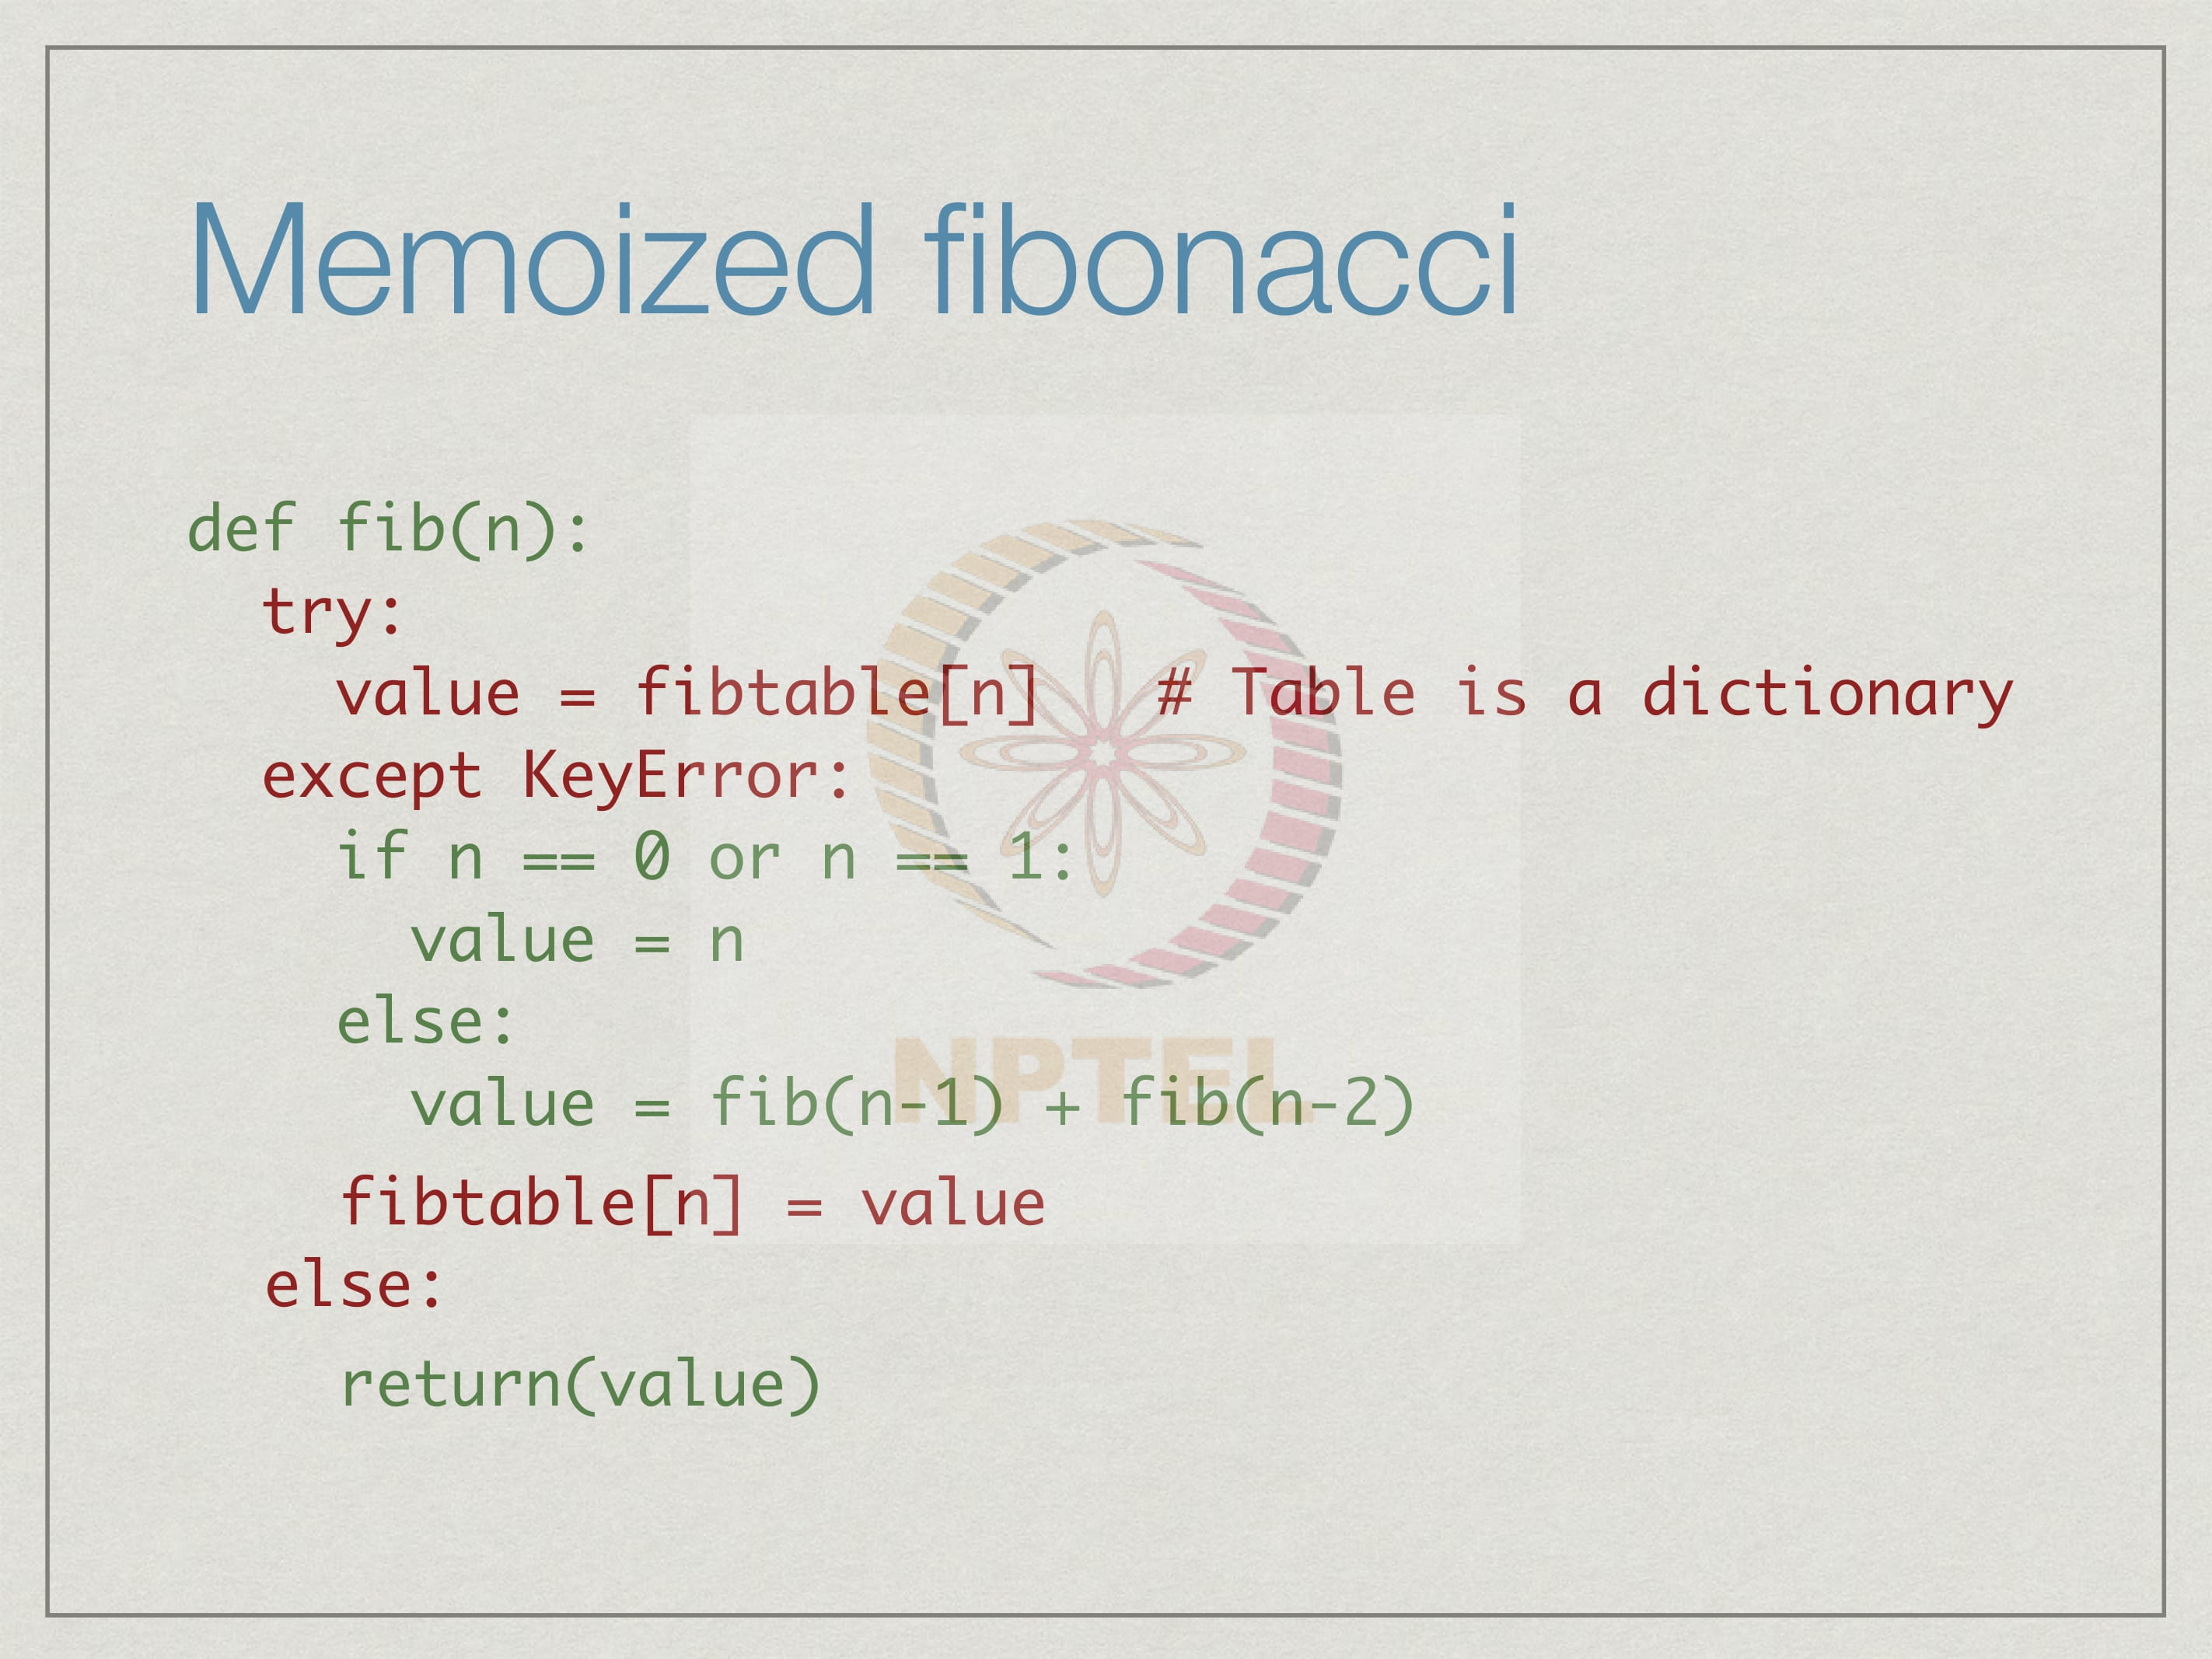 Memoized fibonacci
def fib(n):
  try:
    value = fibtable[n]   # Table is a dictionary
  except KeyError:
    if n == 0 or n == 1:
      value = n
    else:
      value = fib(n-1) + fib(n-2)
    fibtable[n] = value
  else:
    return(value)
NPTEL